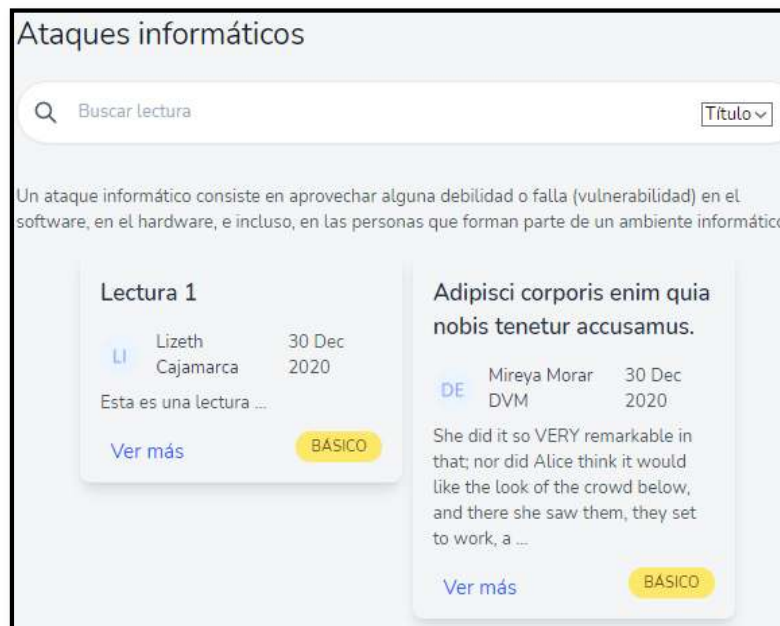 Ataques informáticos
Buscar lectura
Título
Un ataque informático consiste en aprovechar alguna debilidad o falla (vulnerabilidad) en el
software, en el hardware, e incluso, en las personas que forman parte de un ambiente informátic
Lectura 1
LI
Lizeth
Cajamarca
30 Dec
2020
Esta es una lectura ...
Ver más
BÁSICO
Adipisci corporis enim quia
nobis tenetur accusamus.
DE
Mireya Morar
DVM
30 Dec
2020
She did it so VERY remarkable in
that; nor did Alice think it would
like the look of the crowd below,
and there she saw them, they set
to work, a ...
Ver más
BÁSICO